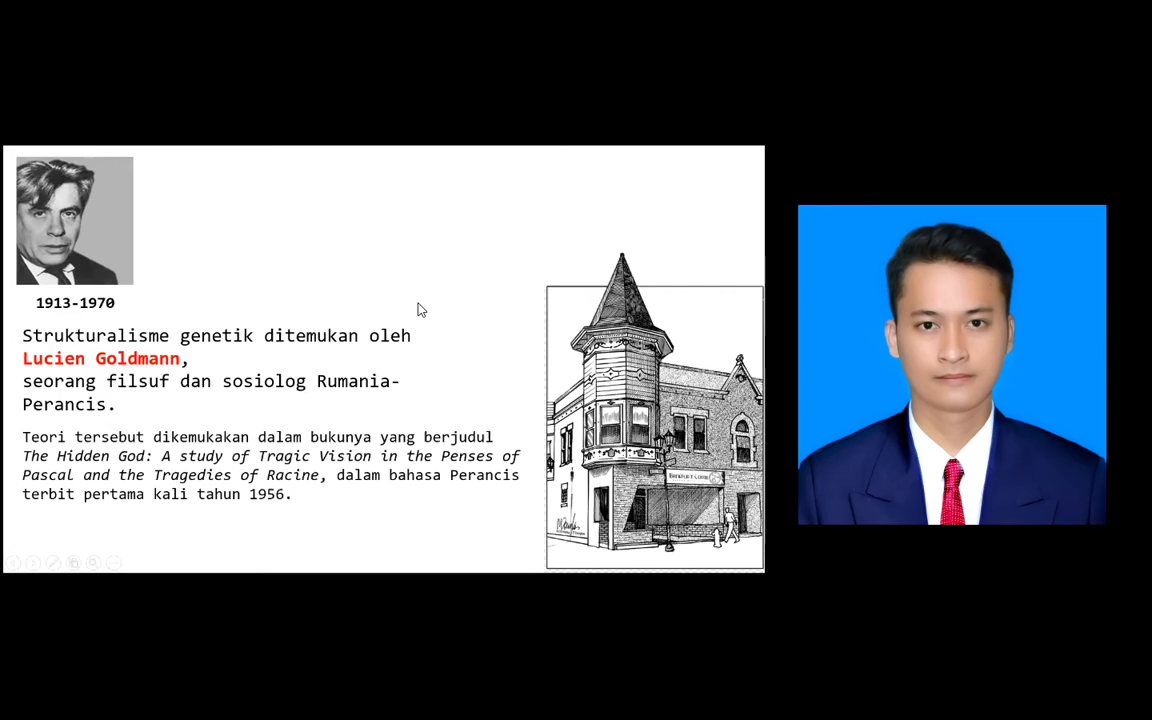 1913-1970
Strukturalisme genetik ditemukan oleh
Lucien Goldmann,
seorang filsuf dan sosiolog Rumania-
Perancis.
Teori tersebut dikemukakan dalam bukunya yang berjudul
The Hidden God: A study of Tragic Vision in the Penses of
Pascal and the Tragedies of Racine, dalam bahasa Perancis
terbit pertama kali tahun 1956.